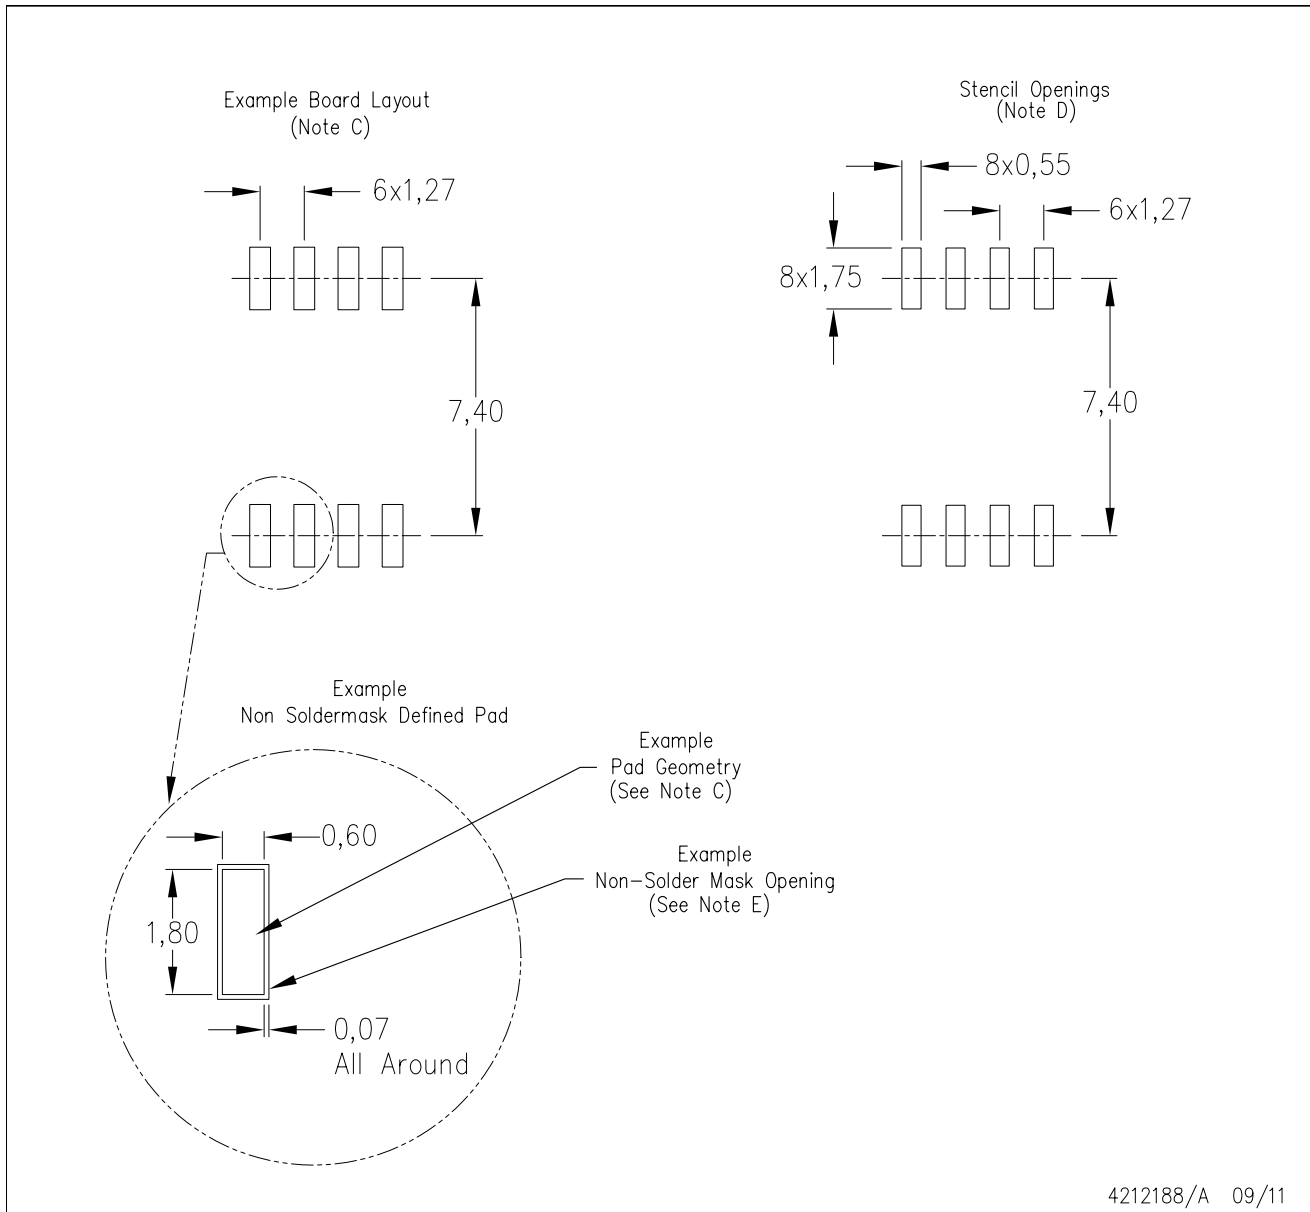 Example Board Layout
(Note C)
6x1,27
7,40
Stencil Openings
(Note D)
8x0,55
6x1,27
8x1,75
7,40
Example
Non Soldermask Defined Pad
Example
Pad Geometry
(See Note C)
0,60
Example
Non-Solder Mask Opening
(See Note E)
1,80
0,07
All Around
4212188/A 09/11